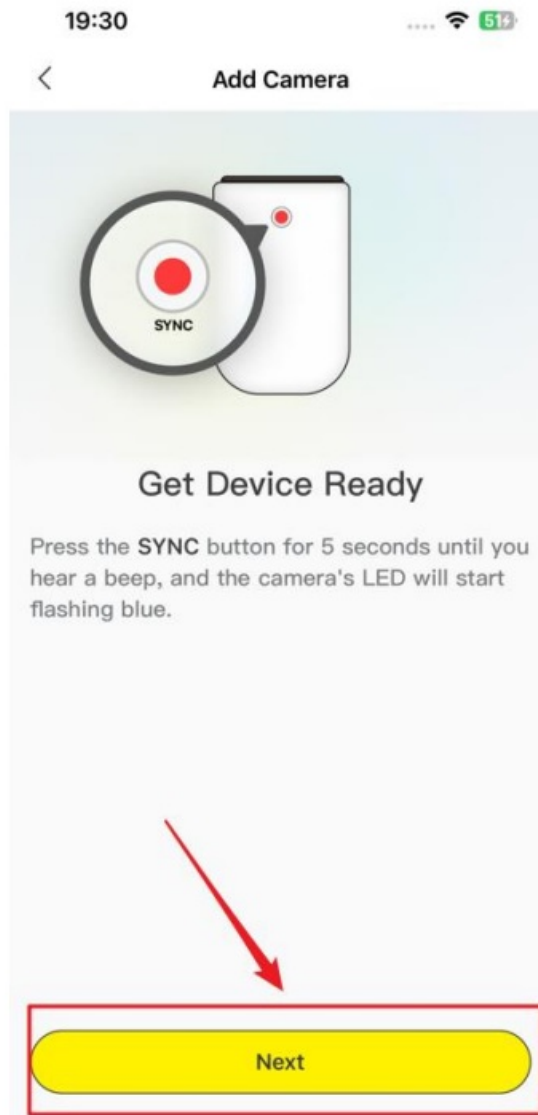 19:30
51
Add Camera
SYNC
Get Device Ready
Press the SYNC button for 5 seconds until you
hear a beep, and the camera's LED will start
flashing blue.
Next